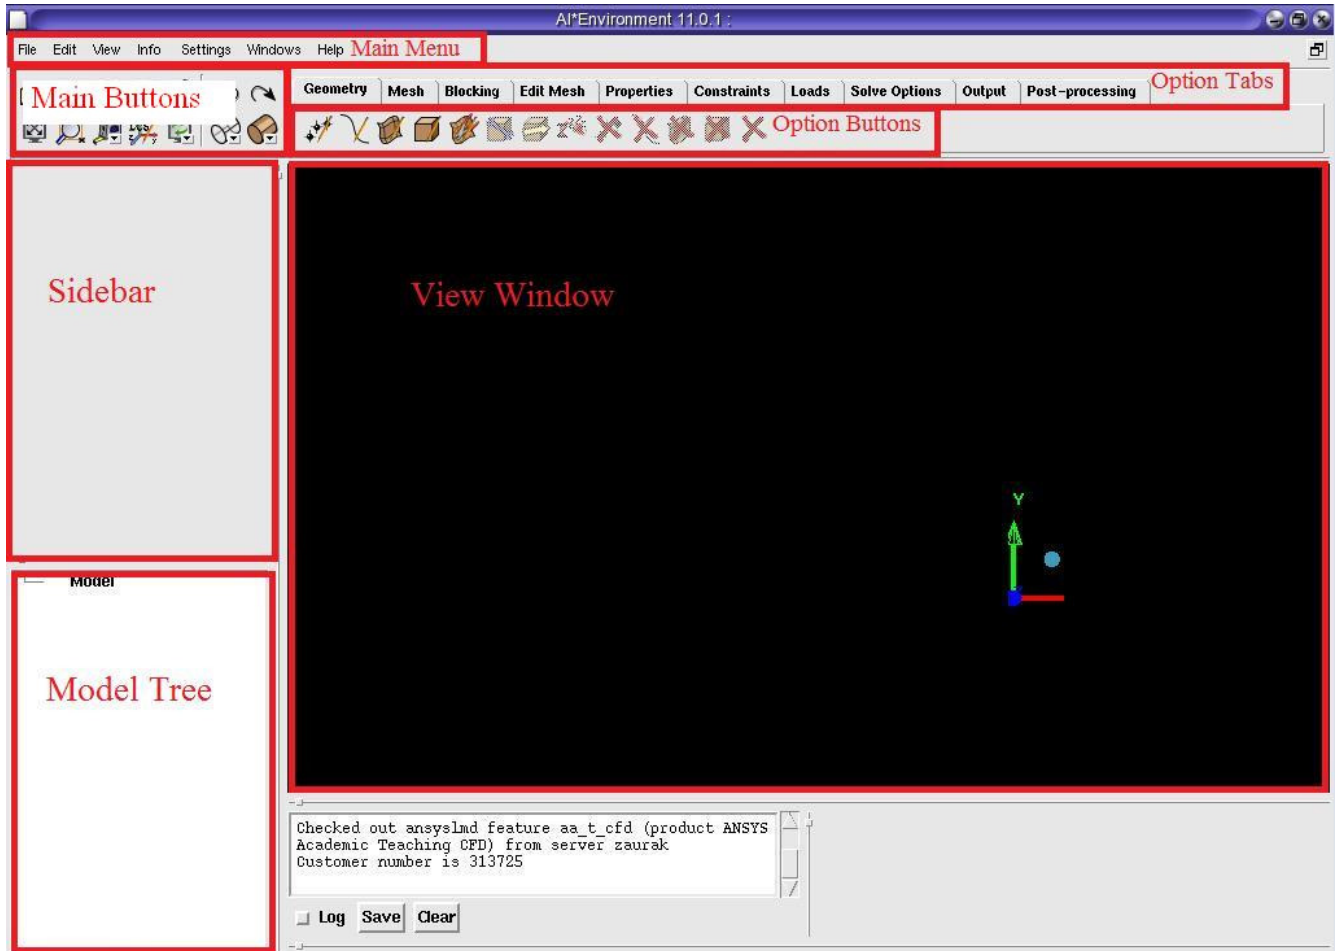 AI*Environment 11.0.1 :
File Edit View Info Settings Windows Help Main Menu
Main Buttons
Geometry Mesh Blocking Edit Mesh Properties Constraints Loads Solve Options Output Post-processing Option Tabs
Option Buttons
Sidebar
View Window
Y
Model
Model Tree
Checked out ansyslmd feature aa_t_cfd (product ANSYS
Academic Teaching CFD) from server zaurak
Customer number is 313725
Log Save Clear